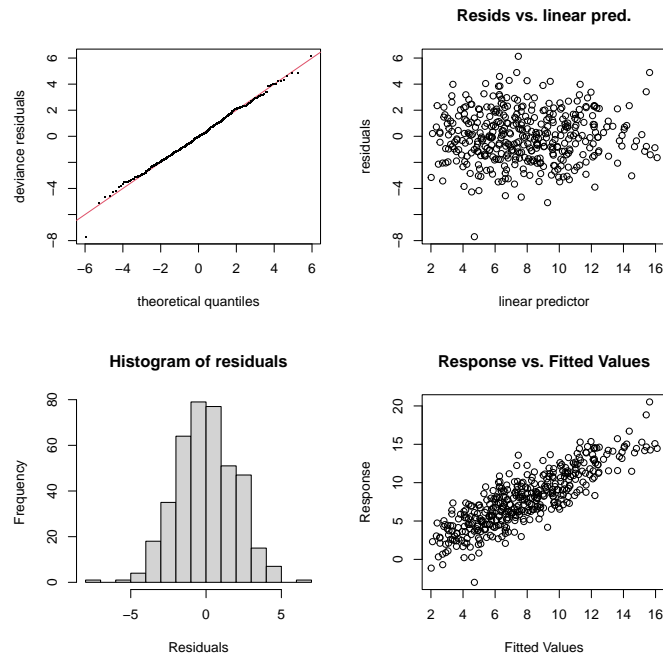 Resids vs. linear pred.
deviance residuals
6
4
2
0
−4
−8
−6 −4 −2 0 2 4 6
theoretical quantiles
residuals
6
4
2
0
−4
−8
2 4 6 8 10 12 14 16
linear predictor
Histogram of residuals
Frequency
80
60
40
20
0
−5 0 5
Residuals
Response vs. Fitted Values
Response
20
15
10
5
0
2 4 6 8 10 12 14 16
Fitted Values